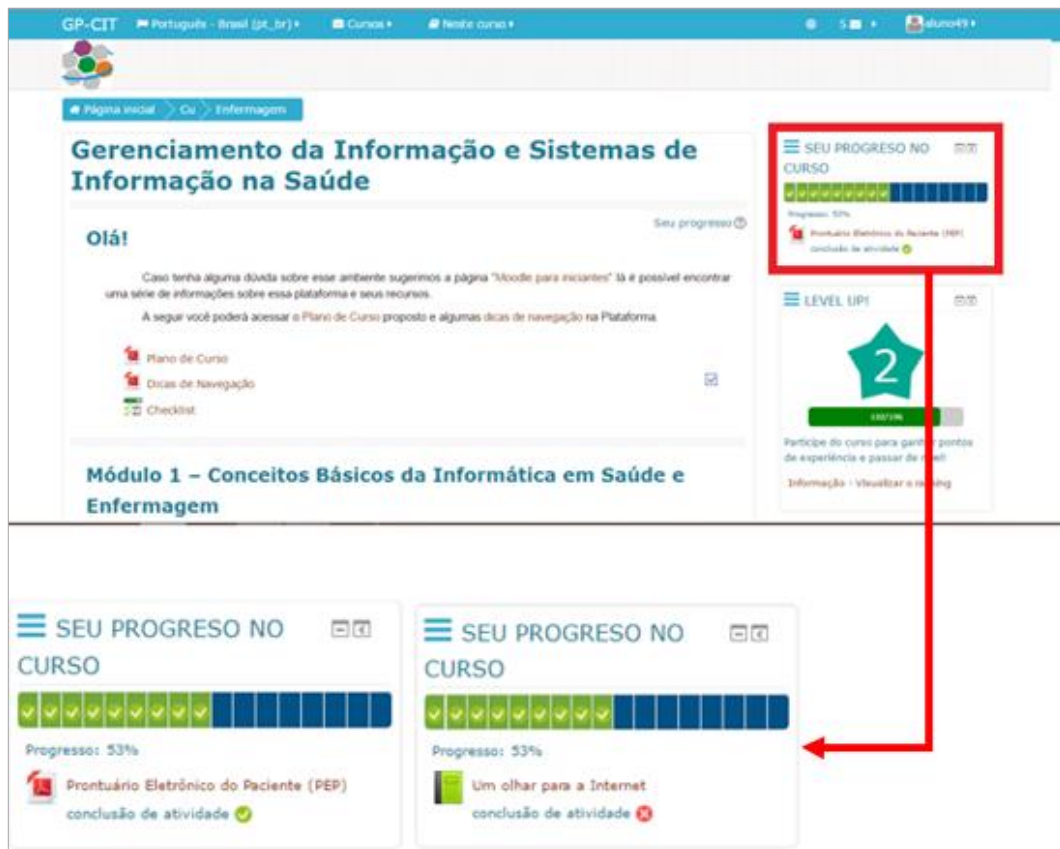 GP-CIT Português - Brasil (pt_br) Cursos Neste curso 5 aluno49
Página inicial Cu Enfermagem
Gerenciamento da Informação e Sistemas de
Informação na Saúde
Seu progresso
Olá!
Caso tenha alguma dúvida sobre esse ambiente sugerimos a página "Moodle para iniciantes" lá é possível encontrar
uma série de informações sobre essa plataforma e seus recursos.
A seguir você poderá acessar o Plano de Curso proposto e algumas dicas de navegação na Plataforma
Plano de Curso
Dicas de Navegação
Checklist
Módulo 1 – Conceitos Básicos da Informática em Saúde e
Enfermagem
SEU PROGRESO NO
CURSO
Progresso: 53%
Prontuário Eletrônico do Paciente (PEP)
conclusão de atividade
LEVEL UP!
2
Participe do curso para ganhar pontos
de experiência e passar de nível!
Informação - Visualizar o ranking
SEU PROGRESO NO
CURSO
Progresso: 53%
Prontuário Eletrônico do Paciente (PEP)
conclusão de atividade
SEU PROGRESO NO
CURSO
Progresso: 53%
Um olhar para a Internet
conclusão de atividade